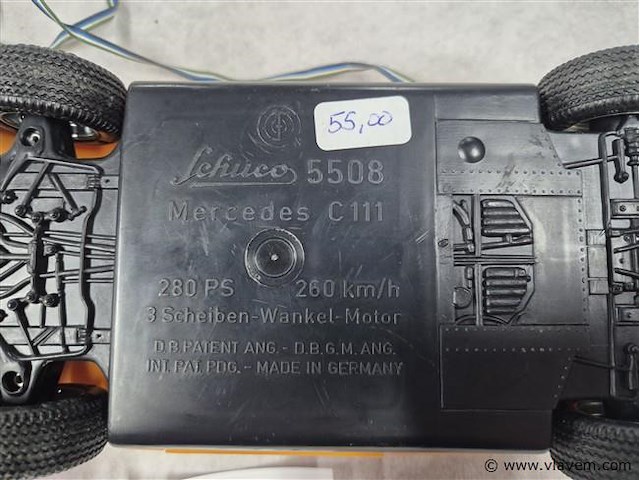 55,00
Schuco 5508
Mercedes C111
280 PS 260 km/h
3 Scheiben-Wankel-Motor
D.B.PATENT ANG. - D.B.G.M. ANG.
INT. PAT. PDG. - MADE IN GERMANY
© www.vlavem.com